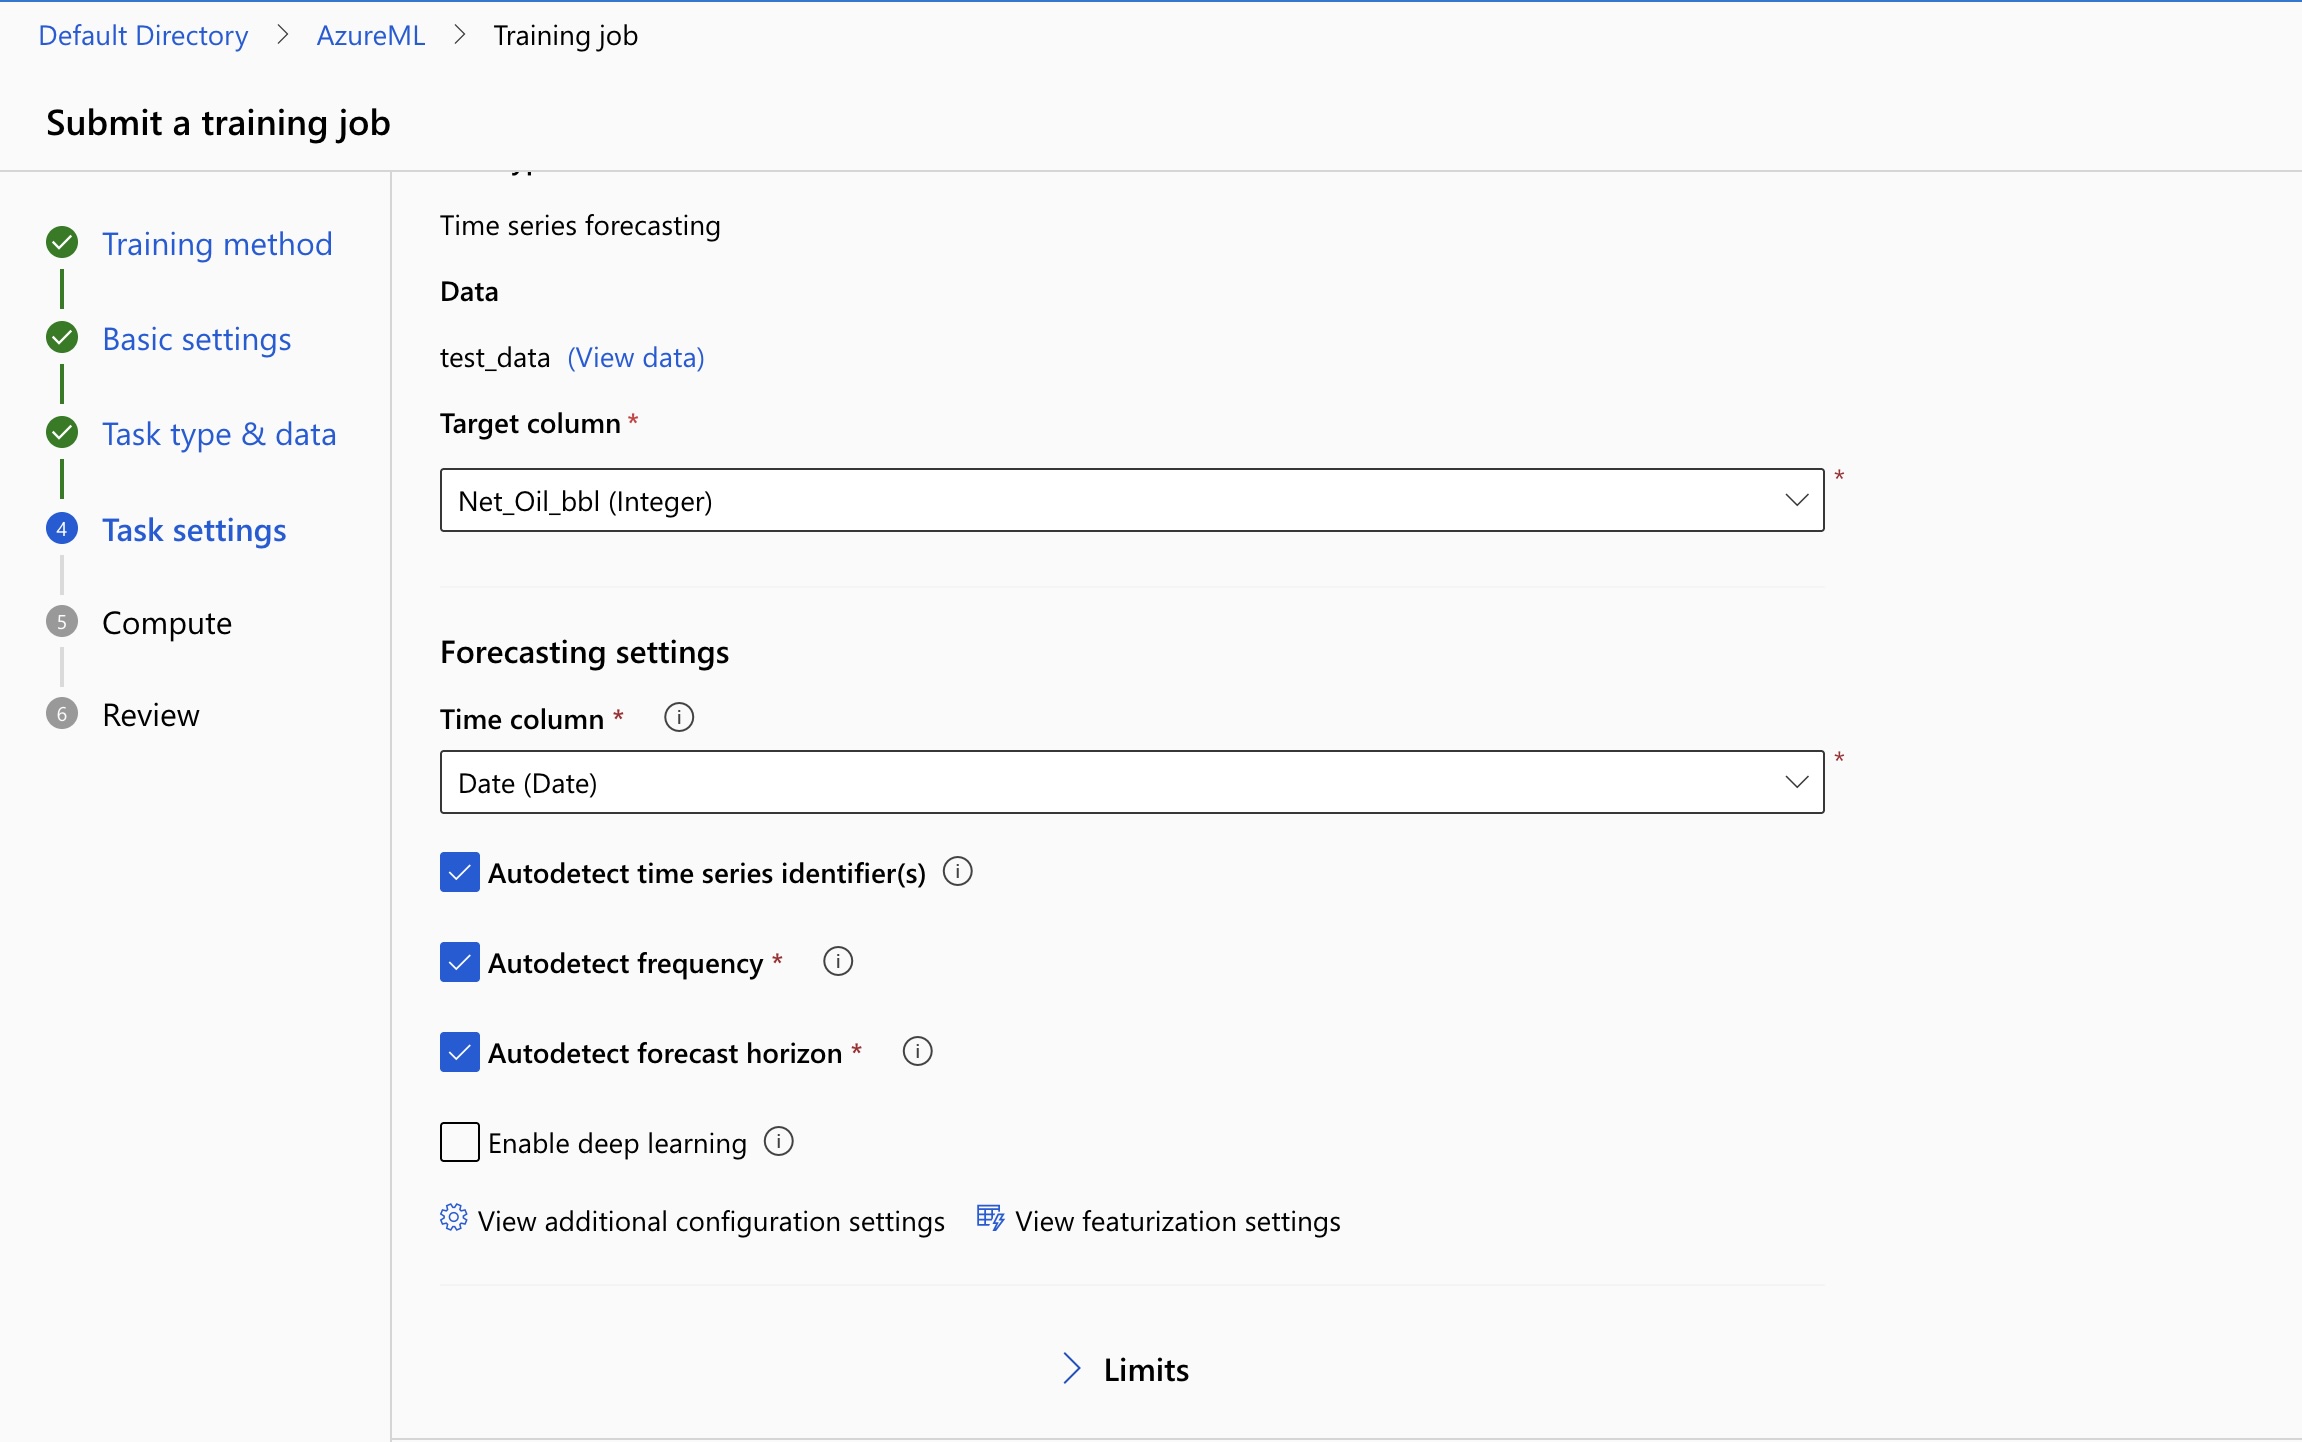 Default Directory > AzureML > Training job
Submit a training job
Training method
Basic settings
Task type & data
4 Task settings
5 Compute
6 Review
Time series forecasting
Data
test_data (View data)
Target column *
Net_Oil_bbl (Integer) *
Forecasting settings
Time column *
Date (Date) *
Autodetect time series identifier(s)
Autodetect frequency *
Autodetect forecast horizon *
Enable deep learning
View additional configuration settings View featurization settings
Limits